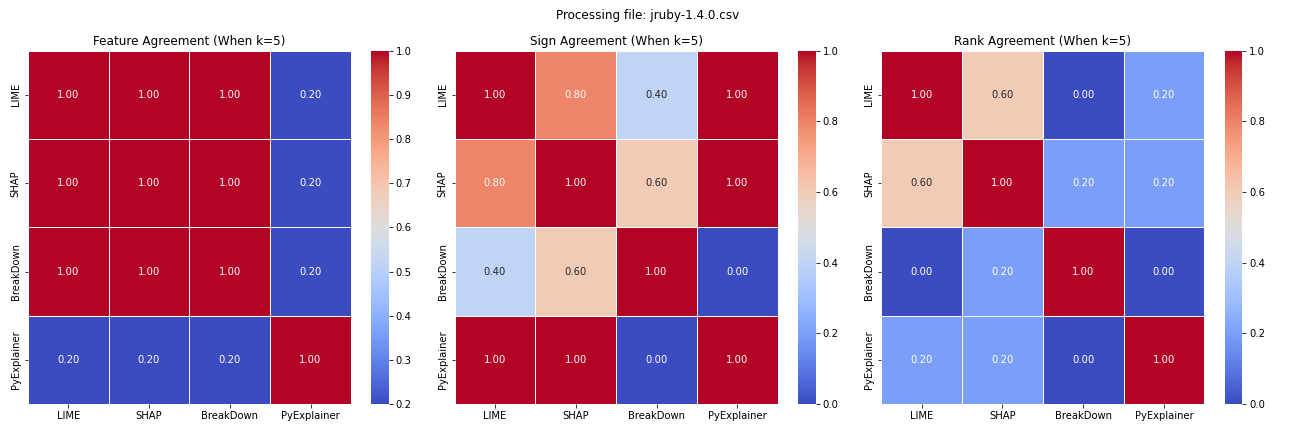 Processing file: jruby-1.4.0.csv
Feature Agreement (When k=5)
LIME
1.00 1.00 1.00 0.20
SHAP
1.00 1.00 1.00 0.20
BreakDown
1.00 1.00 1.00 0.20
PyExplainer
0.20 0.20 0.20 1.00
LIME SHAP BreakDown PyExplainer
1.0
0.9
0.8
0.7
0.6
0.5
0.4
0.3
0.2
Sign Agreement (When k=5)
LIME
1.00 0.80 0.40 1.00
SHAP
0.80 1.00 0.60 1.00
BreakDown
0.40 0.60 1.00 0.00
PyExplainer
1.00 1.00 0.00 1.00
LIME SHAP BreakDown PyExplainer
1.0
0.8
0.6
0.4
0.2
0.0
Rank Agreement (When k=5)
LIME
1.00 0.60 0.00 0.20
SHAP
0.60 1.00 0.20 0.20
BreakDown
0.00 0.20 1.00 0.00
PyExplainer
0.20 0.20 0.00 1.00
LIME SHAP BreakDown PyExplainer
1.0
0.8
0.6
0.4
0.2
0.0